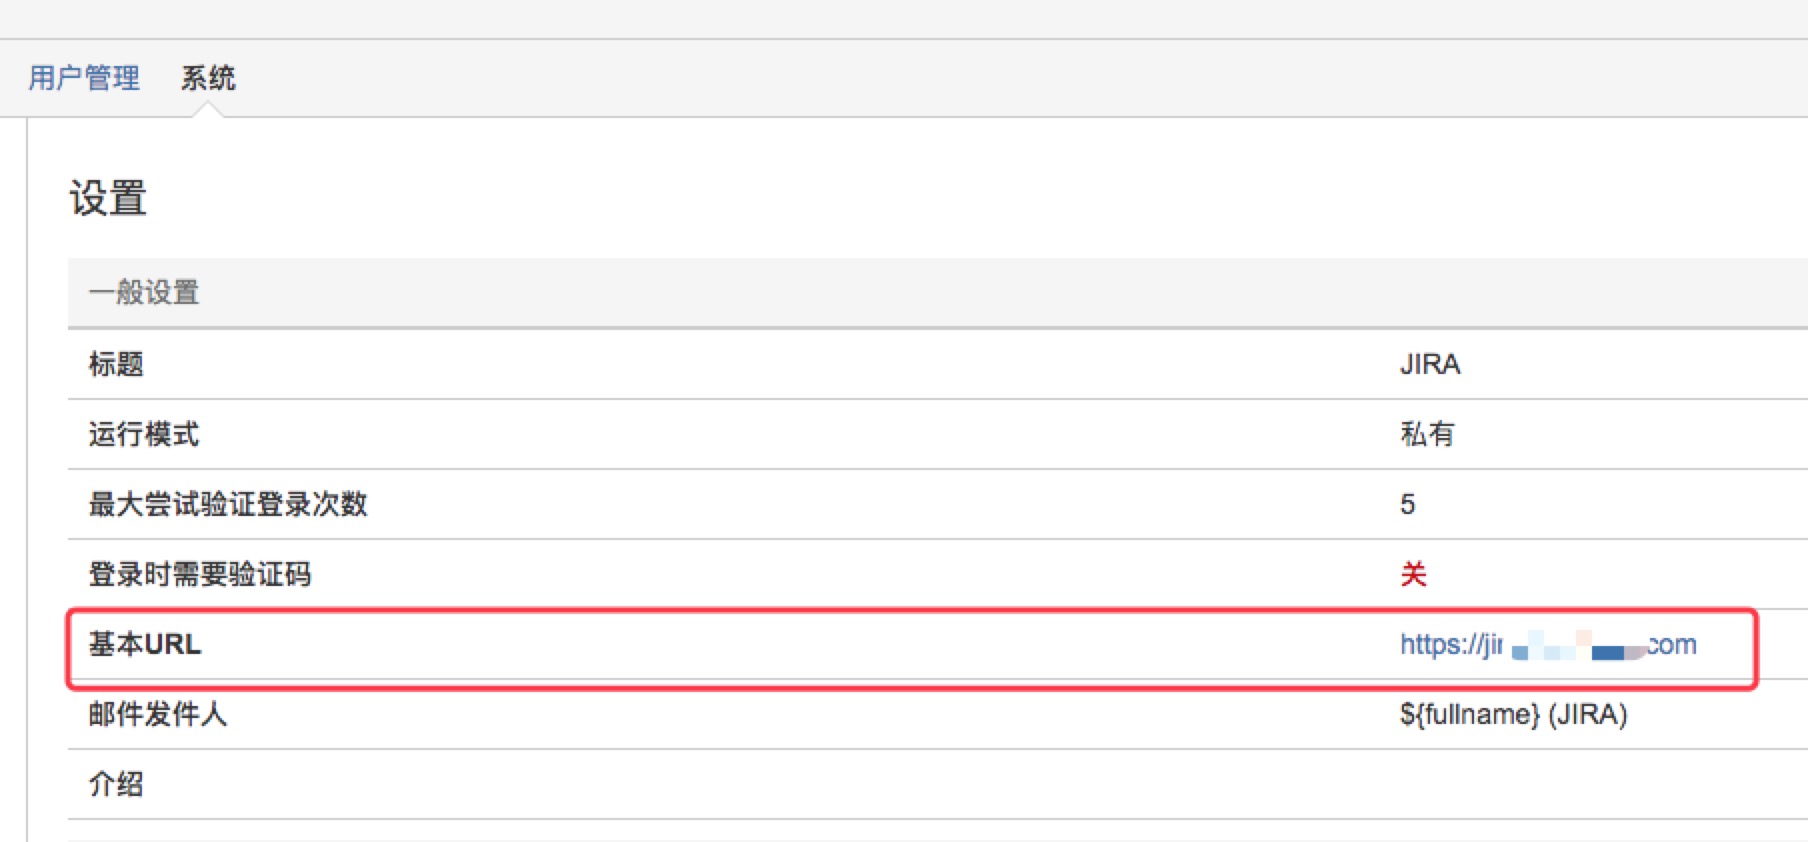 用户管理 系统
设置
一般设置
标题 JIRA
运行模式 私有
最大尝试验证登录次数 5
登录时需要验证码 关
基本URL https://jir com
邮件发件人 ${fullname} (JIRA)
介绍